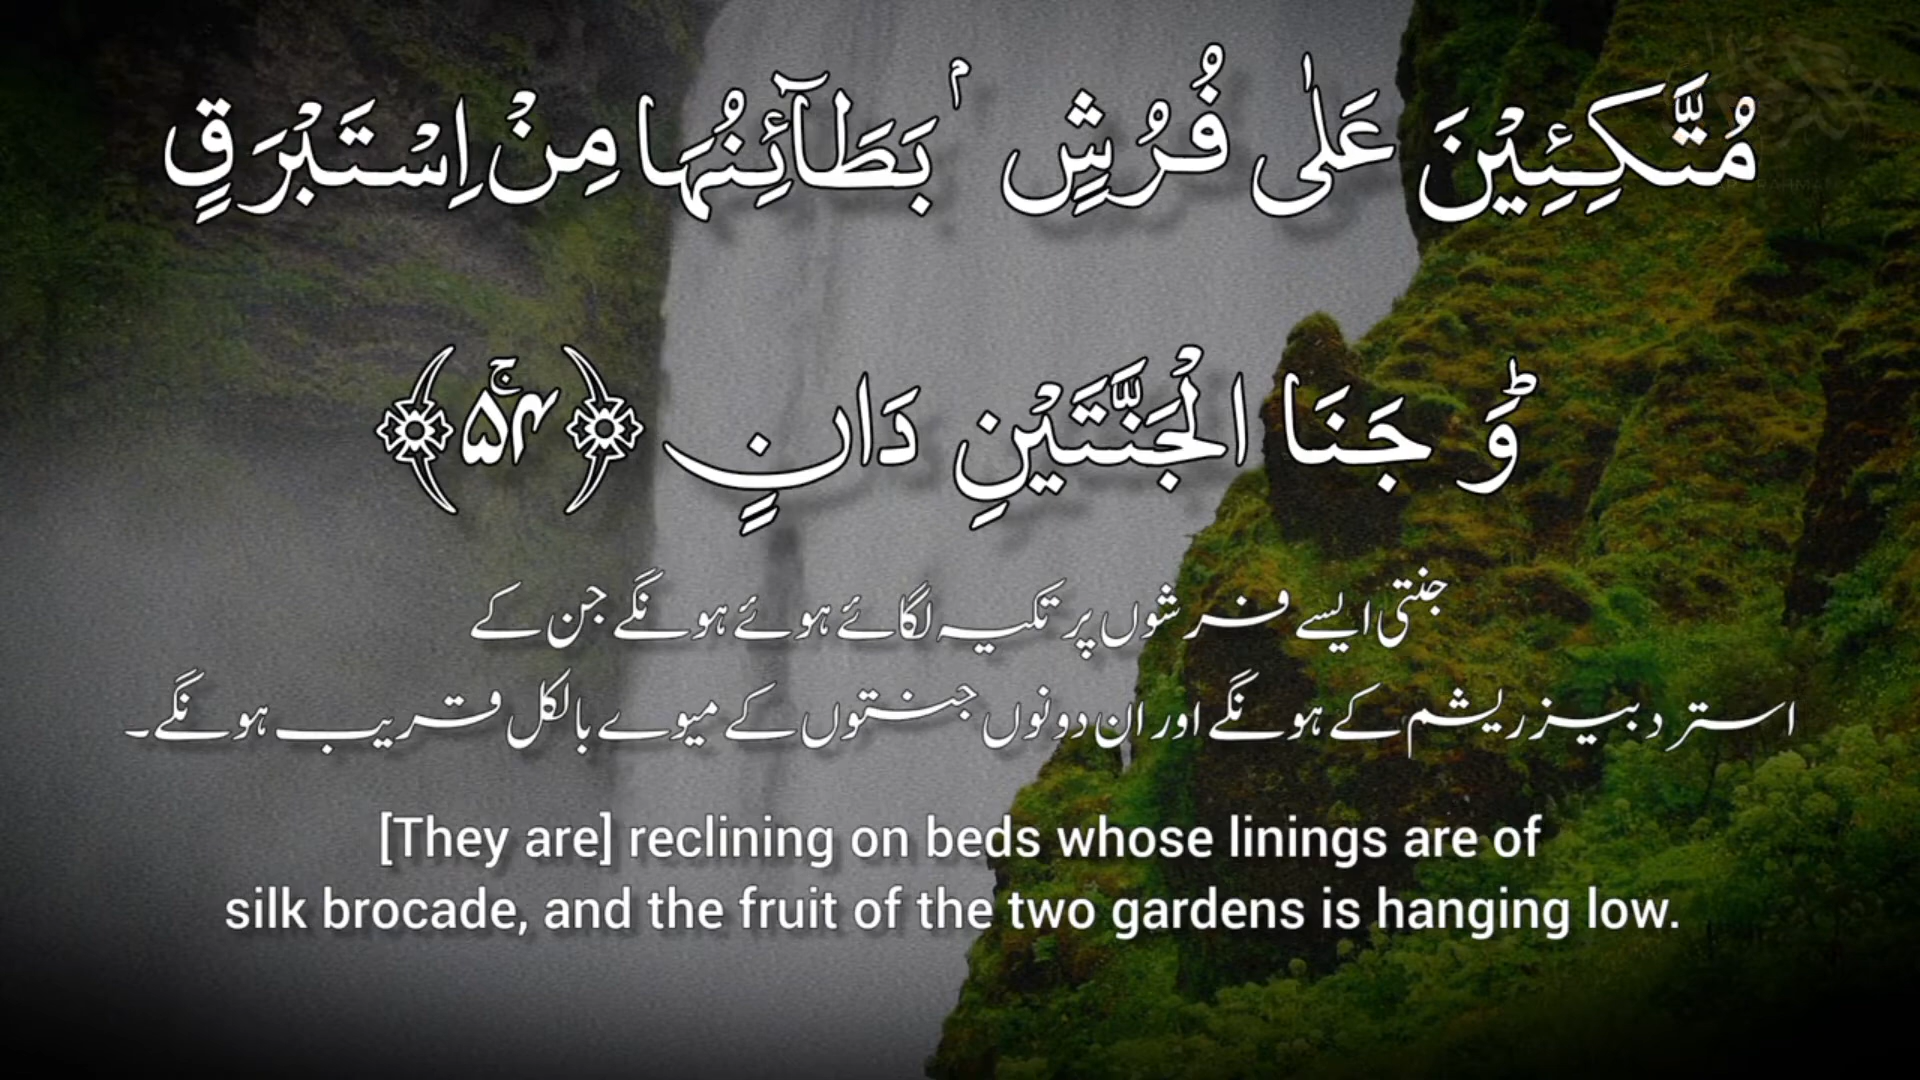 مُتَّكِـِٕيْنَ عَلٰى فُرُشٍۭ بَطَآئِنُهَا مِنْ اِسْتَبْرَقٍ
وَّ جَنَا الْجَنَّتَيْنِ دَانٍ ﴿ۚ۵۴﴾
جنتی ایسے فرشوں پر تکیہ لگائے ہوئے ہونگے جن کے
استر دبیز ریشم کے ہونگے اور ان دونوں جنتوں کے میوے بالکل قریب ہونگے۔
[They are] reclining on beds whose linings are of
silk brocade, and the fruit of the two gardens is hanging low.